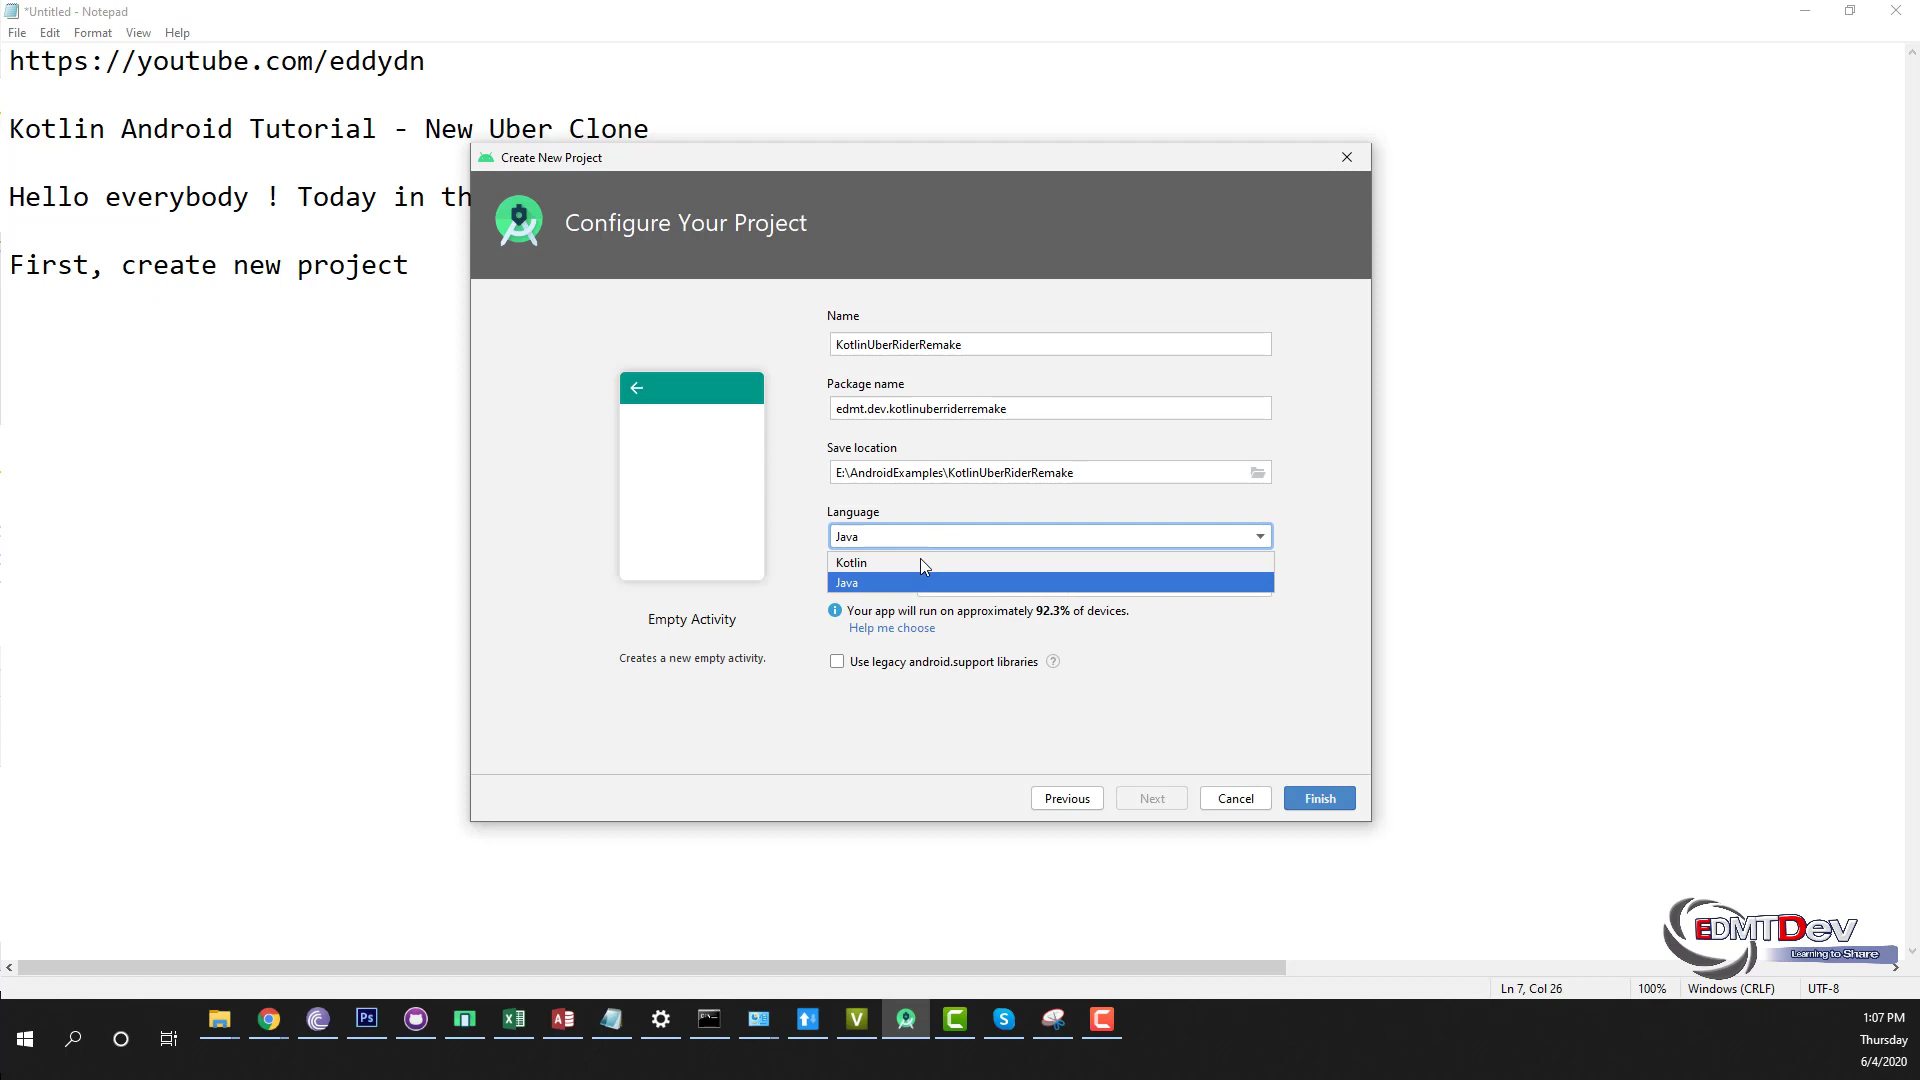 *Untitled - Notepad
File Edit Format View Help
https://youtube.com/eddydn
Kotlin Android Tutorial - New Uber Clone
Hello everybody ! Today in th
First, create new project
Create New Project
Configure Your Project
Name
KotlinUberRiderRemake
Package name
edmt.dev.kotlinuberriderremake
Save location
E:\AndroidExamples\KotlinUberRiderRemake
Language
Java
Kotlin
Java
Your app will run on approximately 92.3% of devices.
Help me choose
Use legacy android.support libraries ?
Empty Activity
Creates a new empty activity.
Previous Next Cancel Finish
EDMTDev
Learning to Share
Ln 7, Col 26 100% Windows (CRLF) UTF-8
1:07 PM
Thursday
6/4/2020